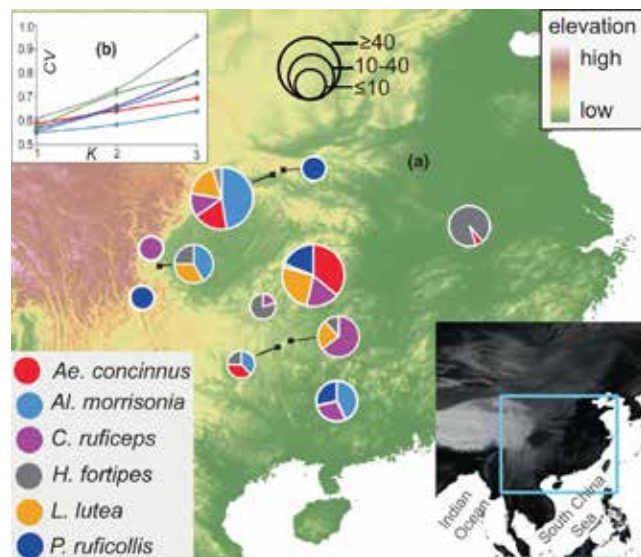 1.0
0.9
0.8
0.7
0.6
0.5
CV
(b)
1
K
2
3
≥40
10-40
≤10
elevation
high
low
(a)
Ae. concinnus
Al. morrisonia
C. ruficeps
H. fortipes
L. lutea
P. ruficollis
Indian
Ocean
South China
Sea